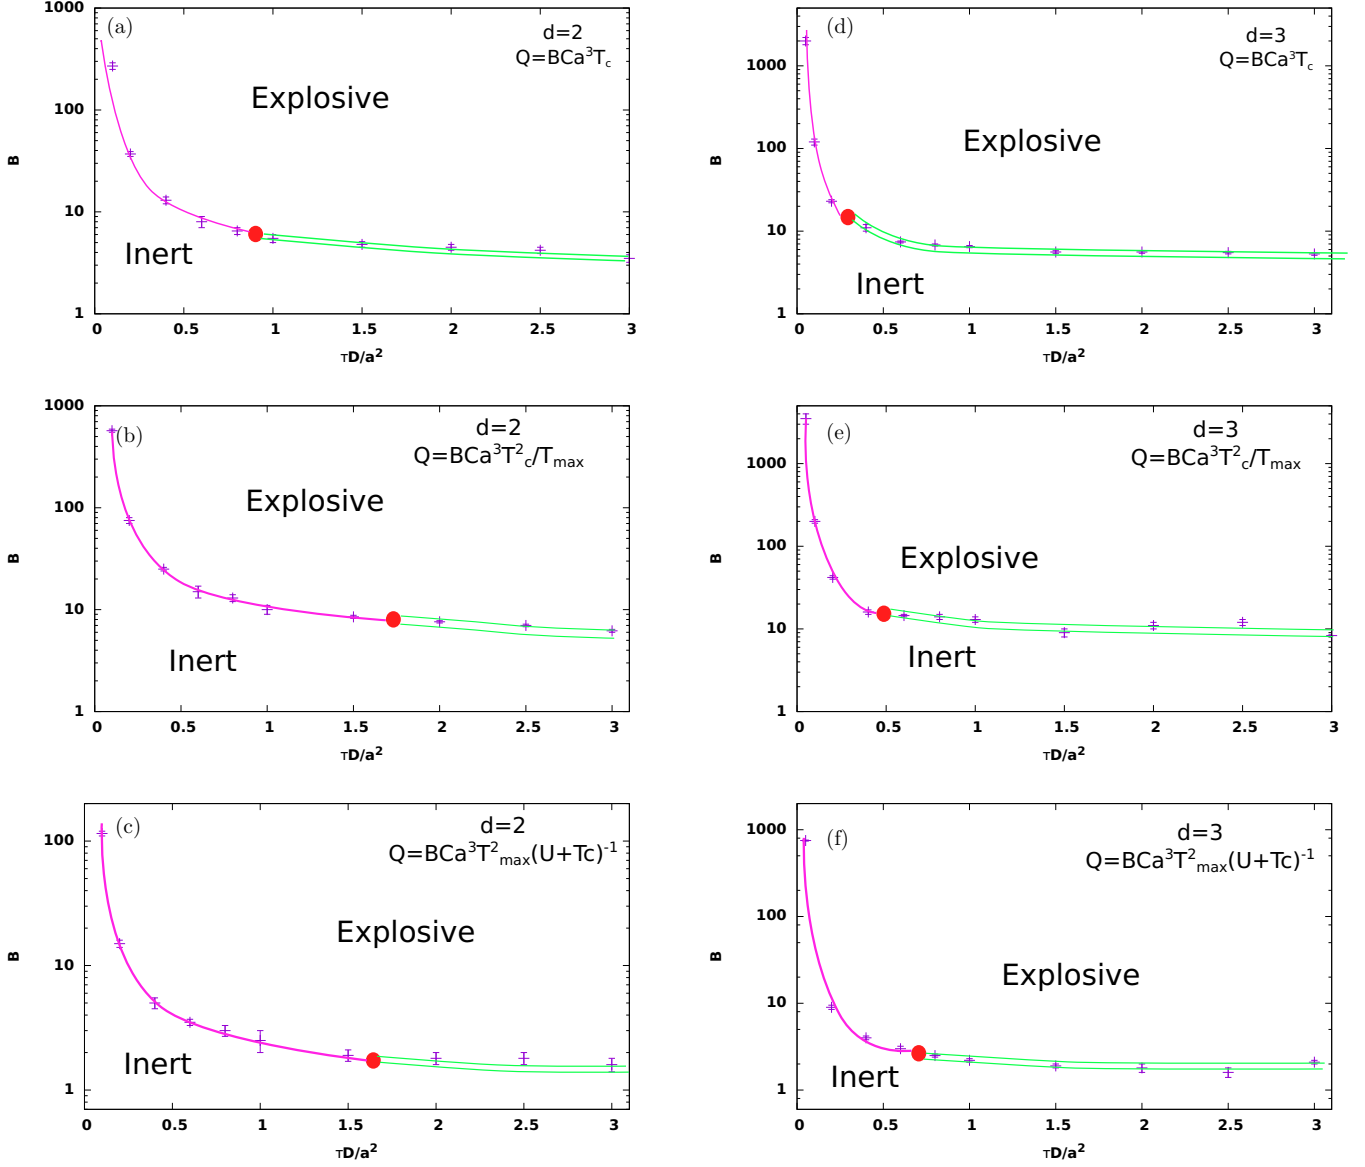 (a)
d=2
Q=BCa³T꜀
1000
100
10
1
B
Explosive
Inert
0 0.5 1 1.5 2 2.5 3
τD/a²
(d)
d=3
Q=BCa³T꜀
1000
100
10
1
B
Explosive
Inert
0 0.5 1 1.5 2 2.5 3
τD/a²
(b)
d=2
Q=BCa³T²c/Tmax
1000
100
10
1
B
Explosive
Inert
0 0.5 1 1.5 2 2.5 3
τD/a²
(e)
d=3
Q=BCa³T²c/Tmax
1000
100
10
1
B
Explosive
Inert
0 0.5 1 1.5 2 2.5 3
τD/a²
(c)
d=2
Q=BCa³T²max(U+Tc)⁻¹
100
10
1
B
Explosive
Inert
0 0.5 1 1.5 2 2.5 3
τD/a²
(f)
d=3
Q=BCa³T²max(U+Tc)⁻¹
1000
100
10
1
B
Explosive
Inert
0 0.5 1 1.5 2 2.5 3
τD/a²